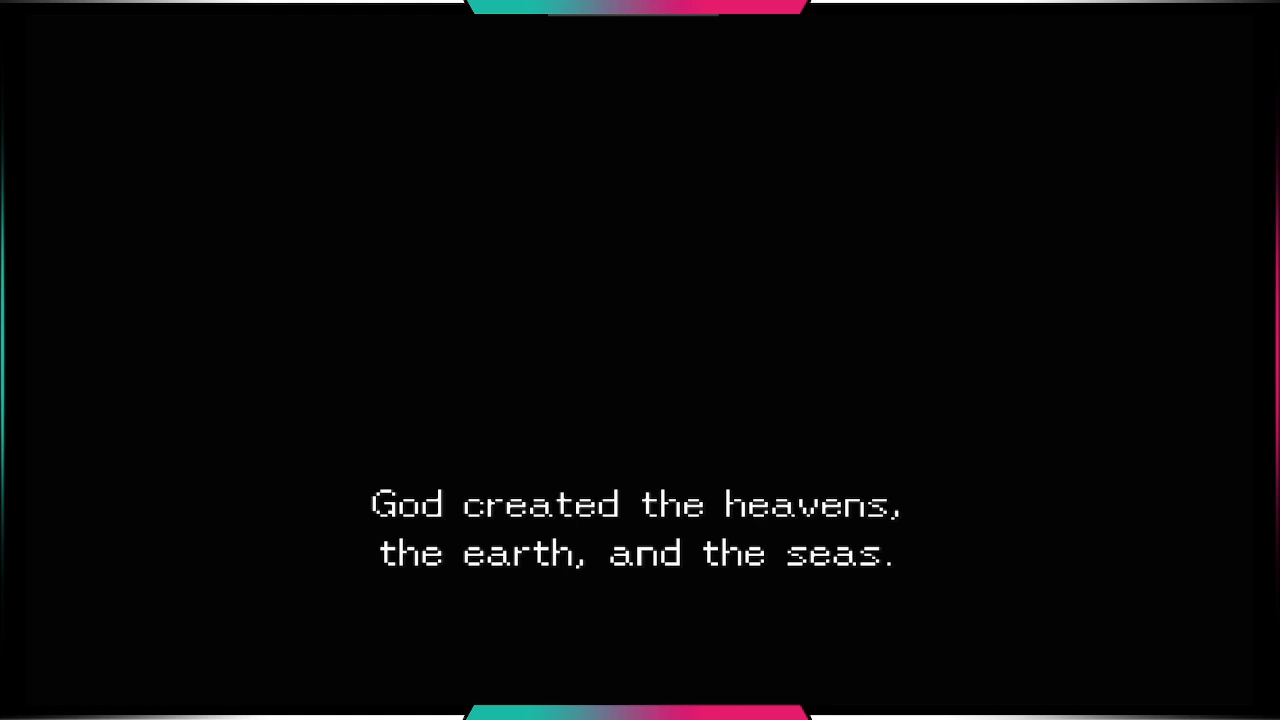 God created the heavens,
the earth, and the seas.